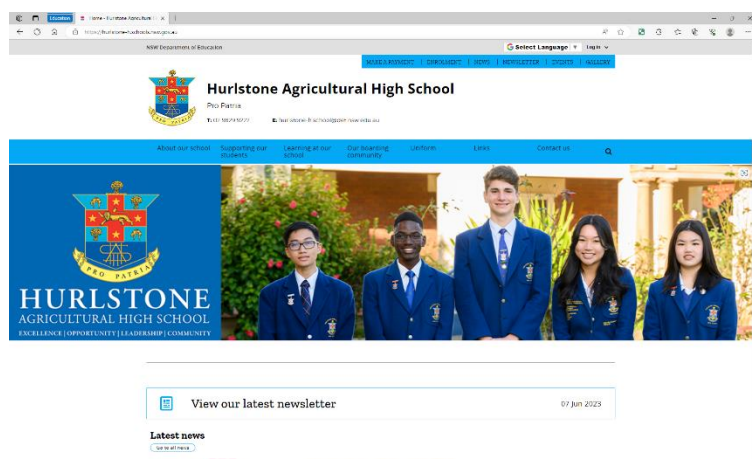 Education
Home - Hurlstone Agricultural H
NSW Department of Education
Select Language
Log in
MAKE A PAYMENT | ENROLMENT | NEWS | NEWSLETTER | EVENTS | GALLERY
Hurlstone Agricultural High School
Pro Patria
About our school
Supporting our students
Learning at our school
Our boarding community
Uniform
Links
Contact us
PRO PATRIA
HURLSTONE
AGRICULTURAL HIGH SCHOOL
EXCELLENCE | OPPORTUNITY | LEADERSHIP | COMMUNITY
View our latest newsletter
07 Jun 2023
Latest news
Go to all news